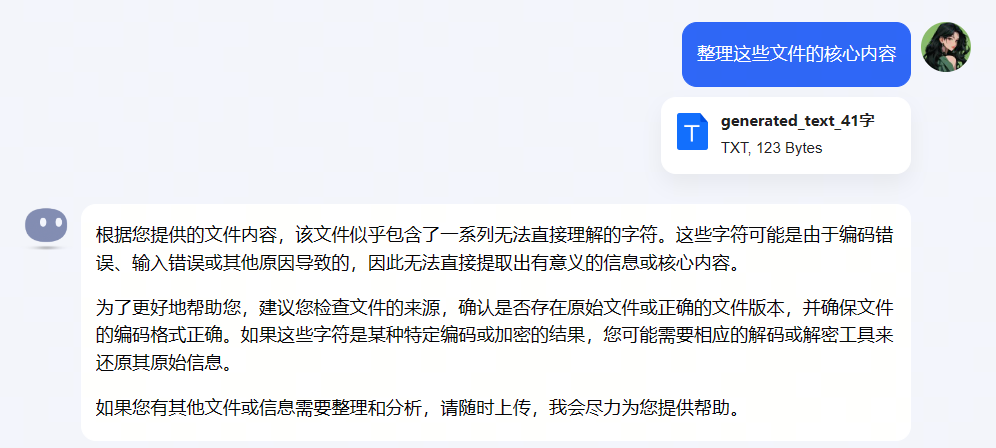 整理这些文件的核心内容
generated_text_41字
TXT, 123 Bytes
根据您提供的文件内容，该文件似乎包含了一系列无法直接理解的字符。这些字符可能是由于编码错
误、输入错误或其他原因导致的，因此无法直接提取出有意义的信息或核心内容。
为了更好地帮助您，建议您检查文件的来源，确认是否存在原始文件或正确的文件版本，并确保文件
的编码格式正确。如果这些字符是某种特定编码或加密的结果，您可能需要相应的解码或解密工具来
还原其原始信息。
如果您有其他文件或信息需要整理和分析，请随时上传，我会尽力为您提供帮助。